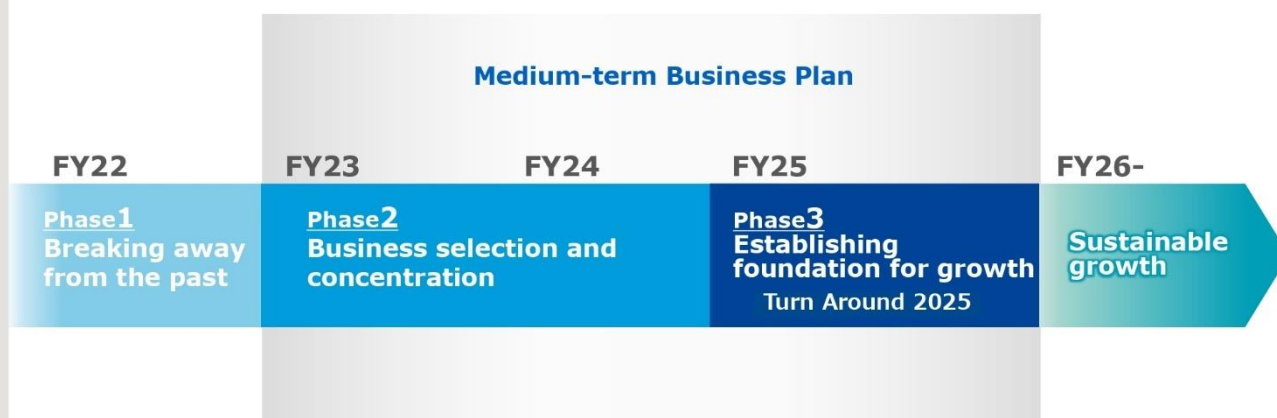 Medium-term Business Plan
FY22
FY23
FY24
FY25
FY26-
Phase1
Breaking away
from the past
Phase2
Business selection and
concentration
Phase3
Establishing
foundation for growth
Turn Around 2025
Sustainable
growth